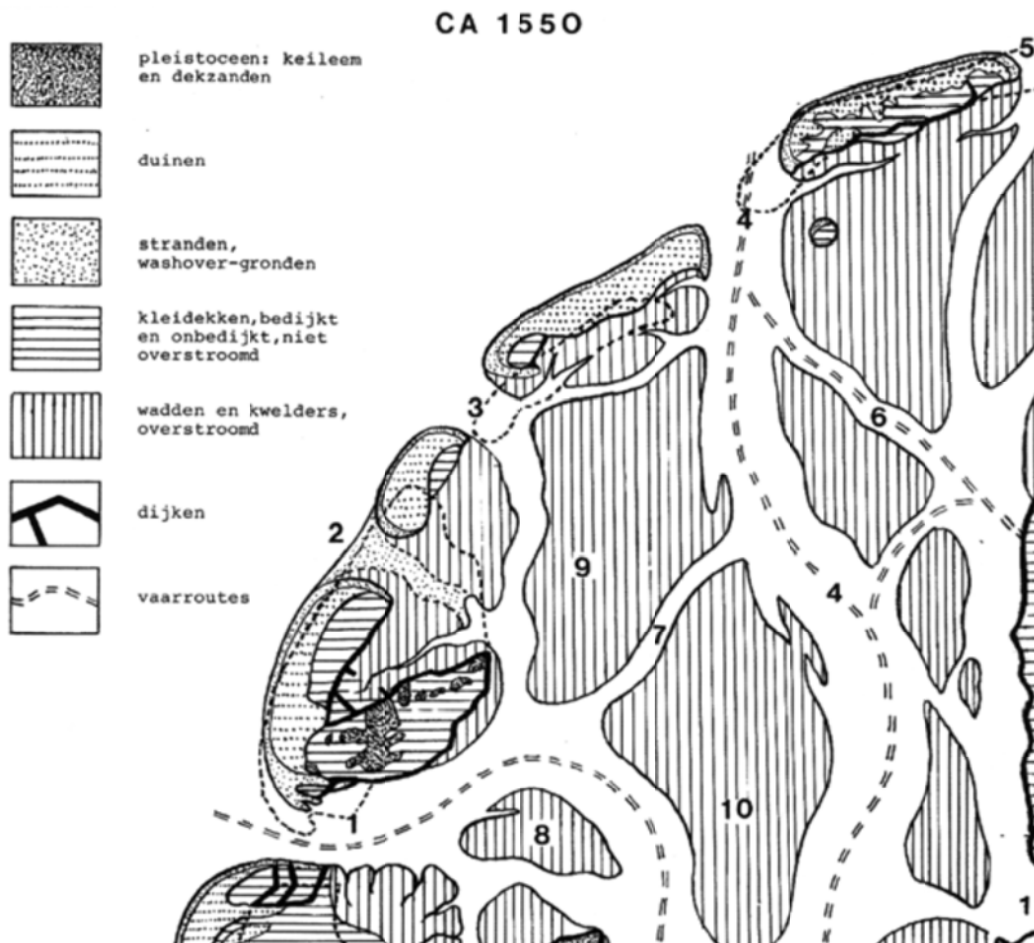 CA 1550
pleistoceen: keileem
en dekzanden
duinen
stranden,
washover-gronden
kleidekken,bedijkt
en onbedijkt,niet
overstroomd
wadden en kwelders,
overstroomd
dijken
vaarroutes
5
4
3
6
2
9
4
7
10
8
1
1